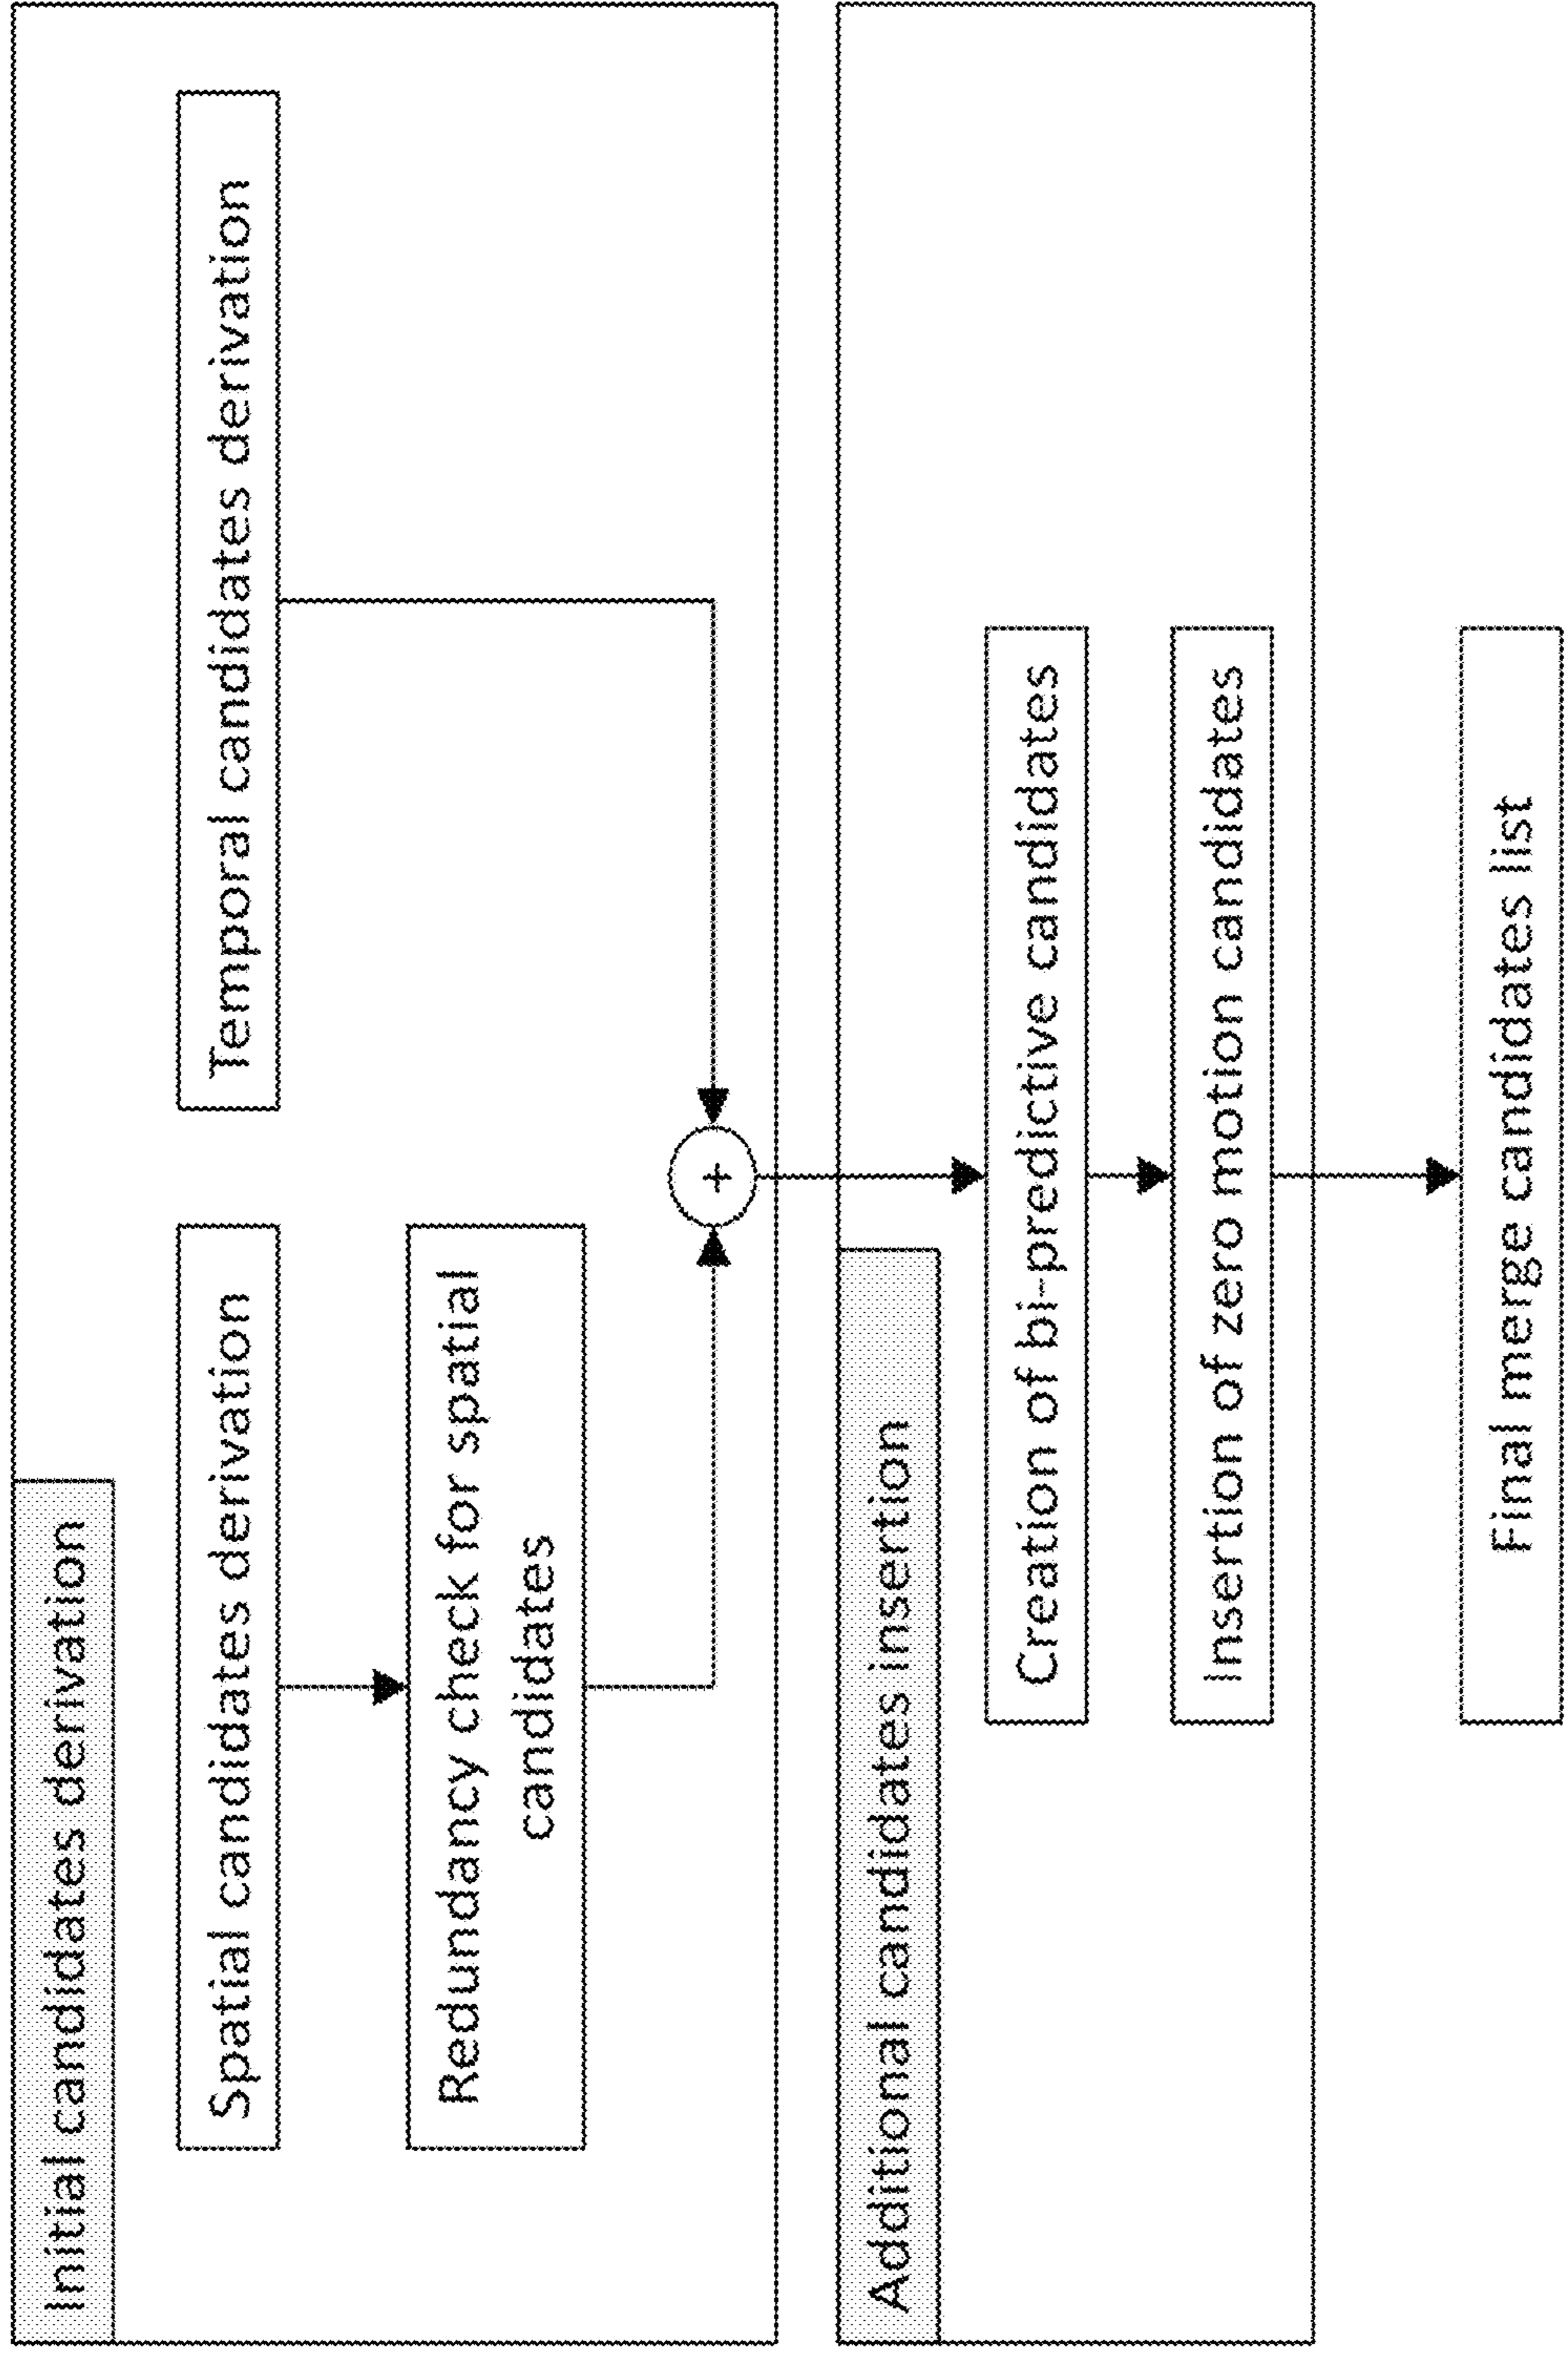 Initial candidates derivation
Spatial candidates derivation
Temporal candidates derivation
Redundancy check for spatial
candidates
+
Additional candidates insertion
Creation of bi-predictive candidates
Insertion of zero motion candidates
Final merge candidates list